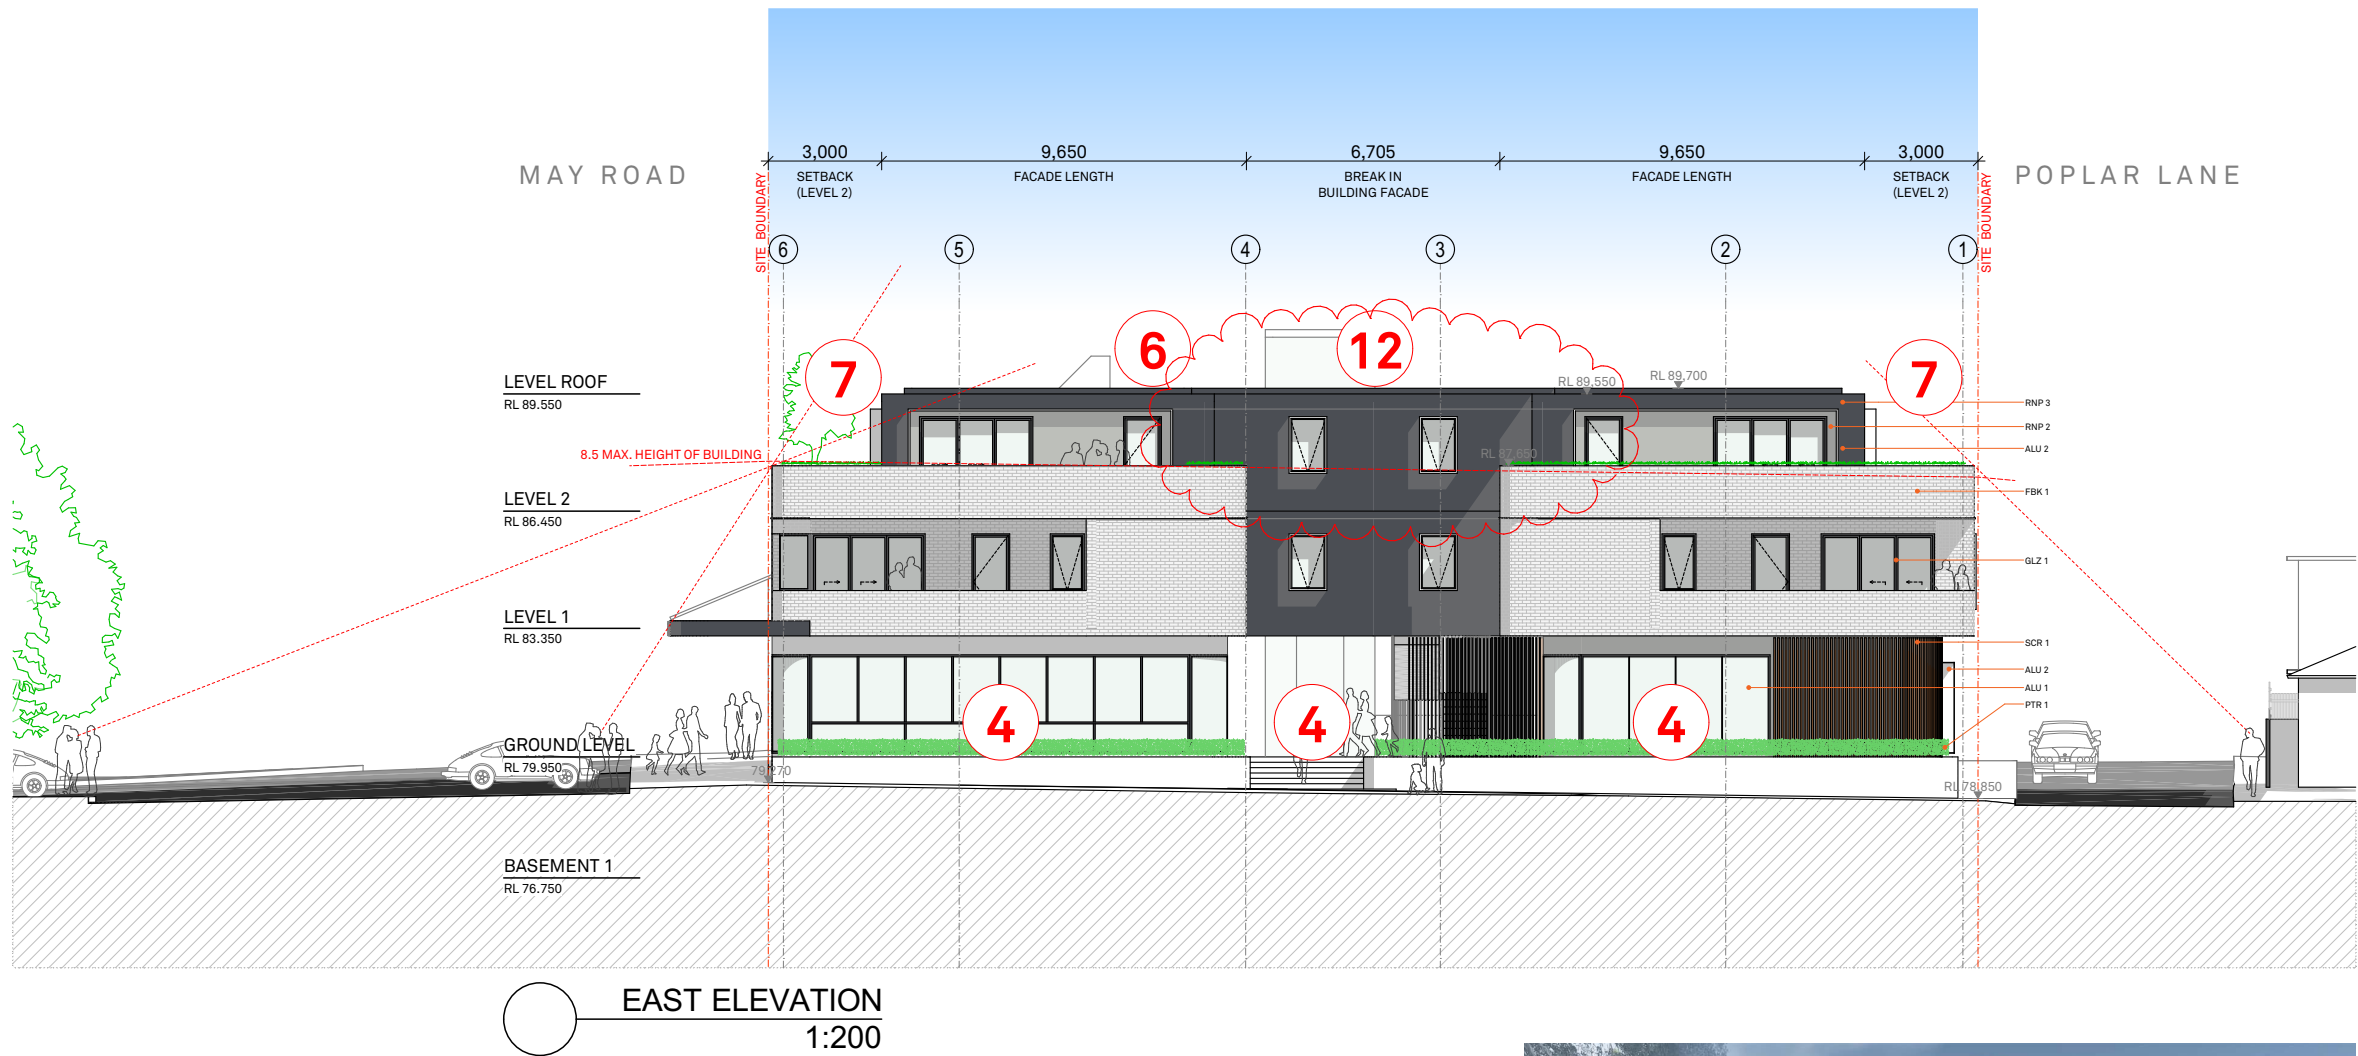 3,000
9,650
6,705
9,650
3,000
MAY ROAD
SETBACK
(LEVEL 2)
FACADE LENGTH
BREAK IN
BUILDING FACADE
FACADE LENGTH
SETBACK
(LEVEL 2)
POPLAR LANE
SITE BOUNDARY
SITE BOUNDARY
6
5
4
3
2
1
6
12
7
7
LEVEL ROOF
RL 89.550
RL 89,550
RL 89,700
RNP 3
RNP 2
ALU 2
8.5 MAX. HEIGHT OF BUILDING
RL 87,650
LEVEL 2
RL 86.450
FBK 1
GLZ 1
LEVEL 1
RL 83.350
SCR 1
ALU 2
ALU 1
PTR 1
4
4
4
GROUND LEVEL
RL 79.950
79,270
RL 78,850
BASEMENT 1
RL 76.750
EAST ELEVATION
1:200